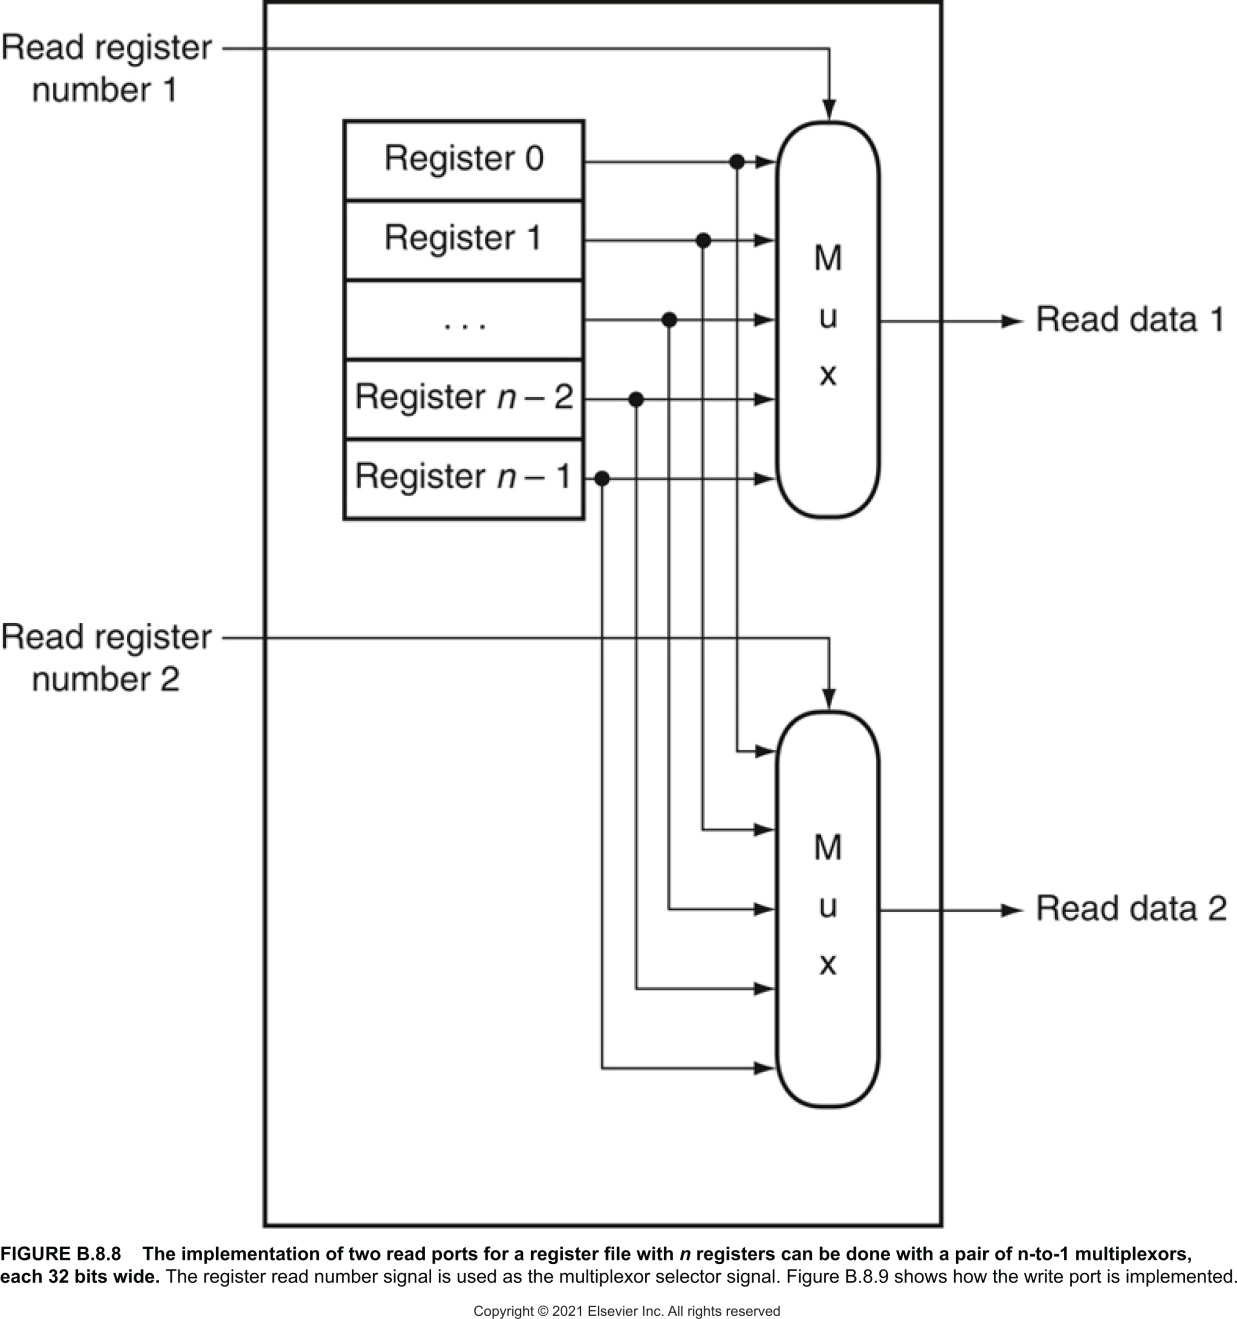 Read register
number 1
Register 0
Register 1
. . .
Register n – 2
Register n – 1
M
u
x
Read data 1
Read register
number 2
M
u
x
Read data 2
FIGURE B.8.8 The implementation of two read ports for a register file with n registers can be done with a pair of n-to-1 multiplexors,
each 32 bits wide. The register read number signal is used as the multiplexor selector signal. Figure B.8.9 shows how the write port is implemented.
Copyright © 2021 Elsevier Inc. All rights reserved